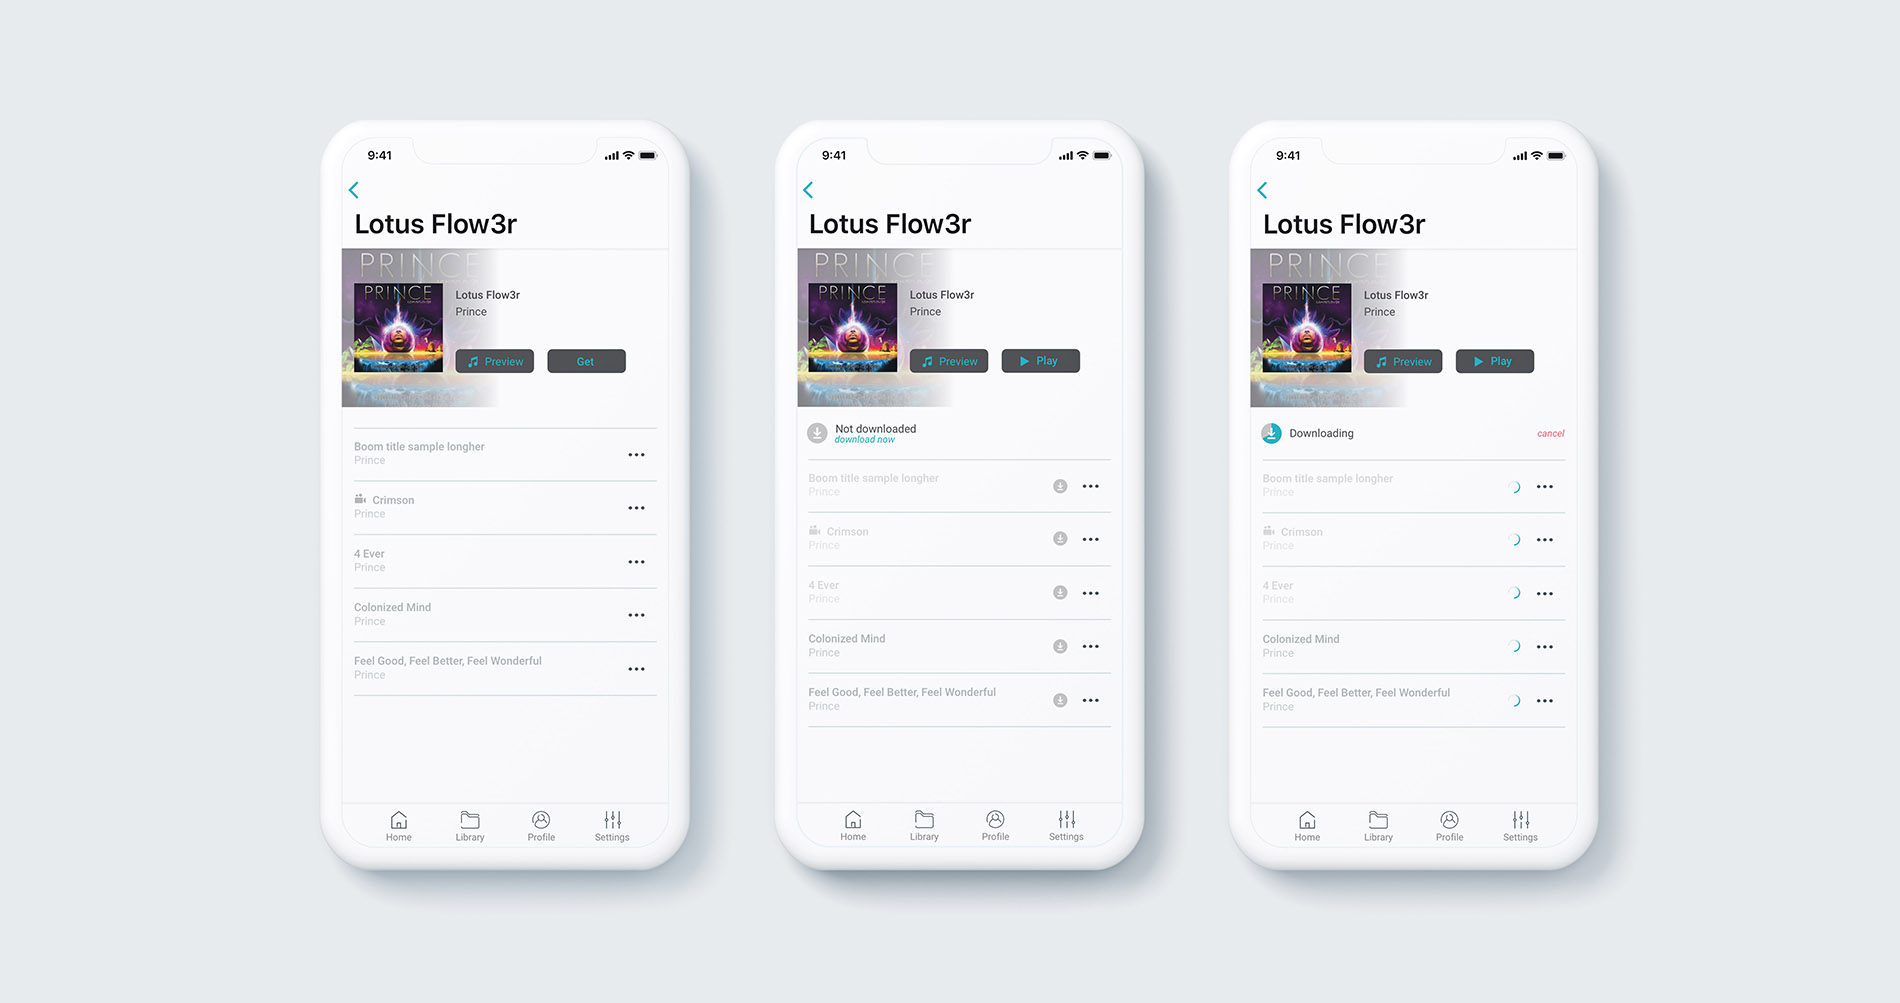 9:41
Lotus Flow3r
PRINCE
PRINCE
Lotus Flow3r
Prince
Preview
Get
Boom title sample longher
Prince
Crimson
Prince
4 Ever
Prince
Colonized Mind
Prince
Feel Good, Feel Better, Feel Wonderful
Prince
Home
Library
Profile
Settings
9:41
Lotus Flow3r
PRINCE
PRINCE
Lotus Flow3r
Prince
Preview
Play
Not downloaded
download now
Boom title sample longher
Prince
Crimson
Prince
4 Ever
Prince
Colonized Mind
Prince
Feel Good, Feel Better, Feel Wonderful
Prince
Home
Library
Profile
Settings
9:41
Lotus Flow3r
PRINCE
PRINCE
Lotus Flow3r
Prince
Preview
Play
Downloading
cancel
Boom title sample longher
Prince
Crimson
Prince
4 Ever
Prince
Colonized Mind
Prince
Feel Good, Feel Better, Feel Wonderful
Prince
Home
Library
Profile
Settings